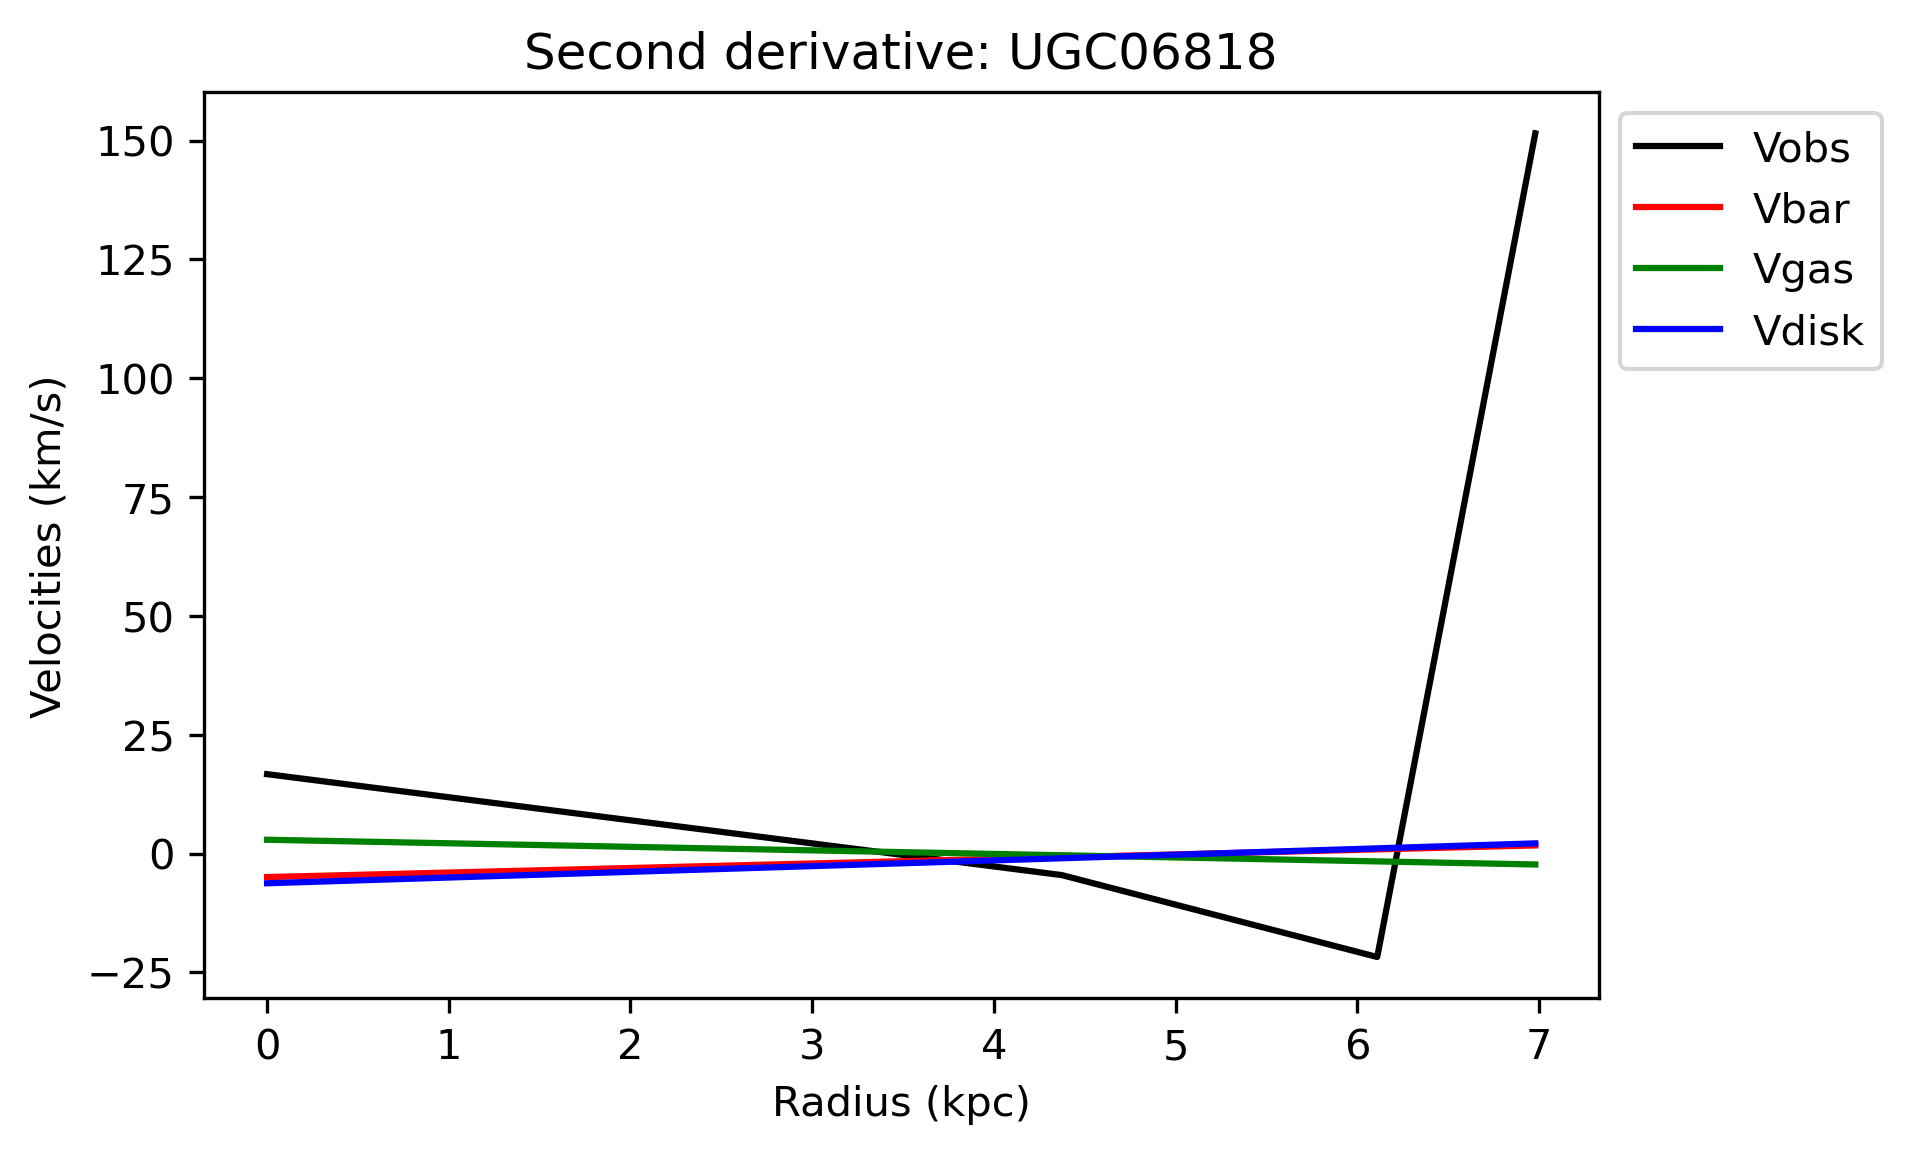 Second derivative: UGC06818
150
125
100
75
50
25
0
−25
Velocities (km/s)
0 1 2 3 4 5 6 7
Radius (kpc)
Vobs
Vbar
Vgas
Vdisk